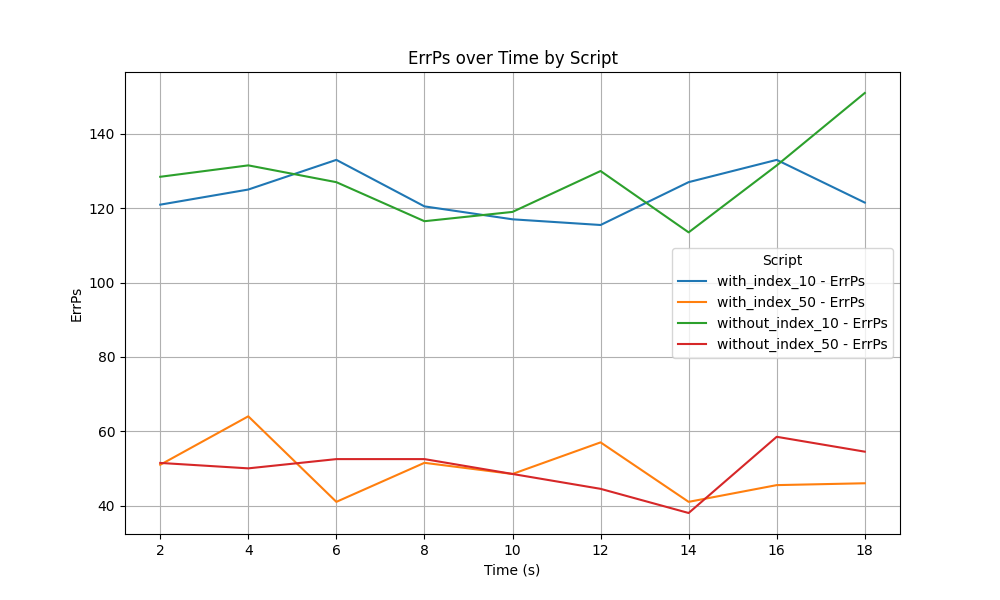 ErrPs over Time by Script
140
120
100
80
60
40
ErrPs
Script
with_index_10 - ErrPs
with_index_50 - ErrPs
without_index_10 - ErrPs
without_index_50 - ErrPs
2 4 6 8 10 12 14 16 18
Time (s)